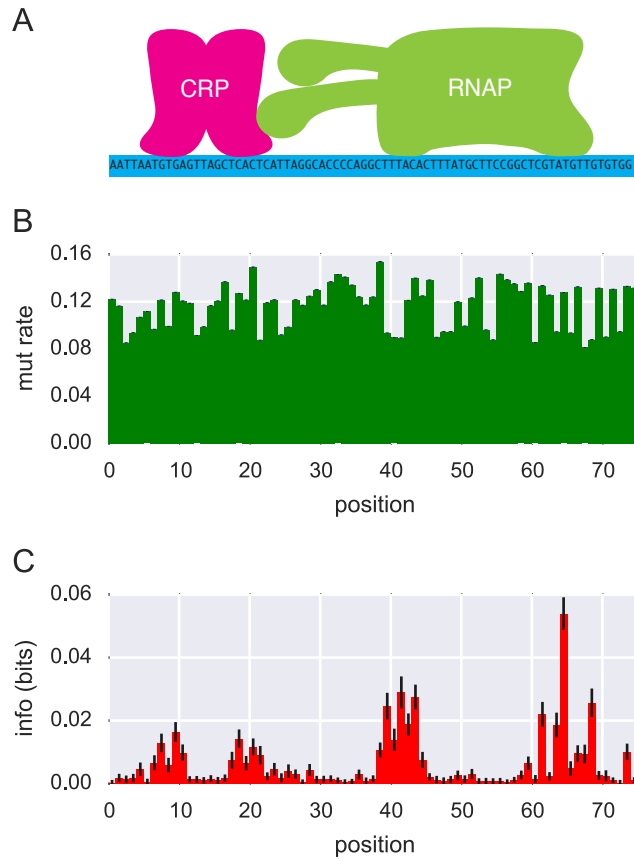 A
CRP
RNAP
AATTAATGTGAGTTAGCTCACTCATTAGGCACCCCAGGCTTTACACTTTATGCTTCCGGCTCGTATGTTGTGTGG
B
0.16
0.12
0.08
0.04
0.00
mut rate
0 10 20 30 40 50 60 70
position
C
0.06
0.04
0.02
0.00
info (bits)
0 10 20 30 40 50 60 70
position